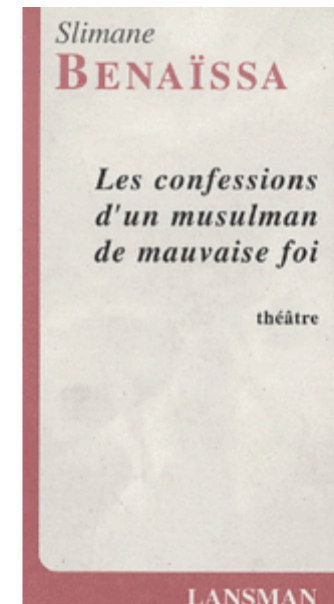 Slimane
BENAÏSSA
Les confessions
d'un musulman
de mauvaise foi
théâtre
LANSMAN